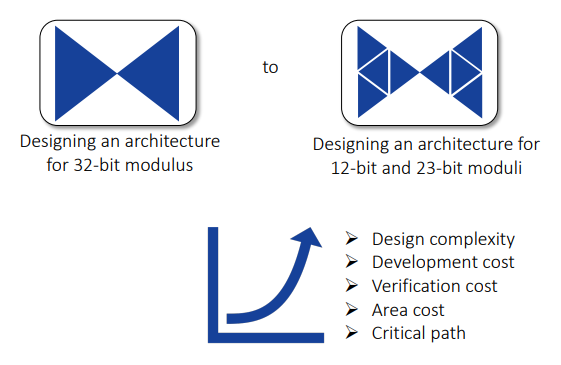 Designing an architecture
for 32-bit modulus
to
Designing an architecture for
12-bit and 23-bit moduli
Design complexity
Development cost
Verification cost
Area cost
Critical path